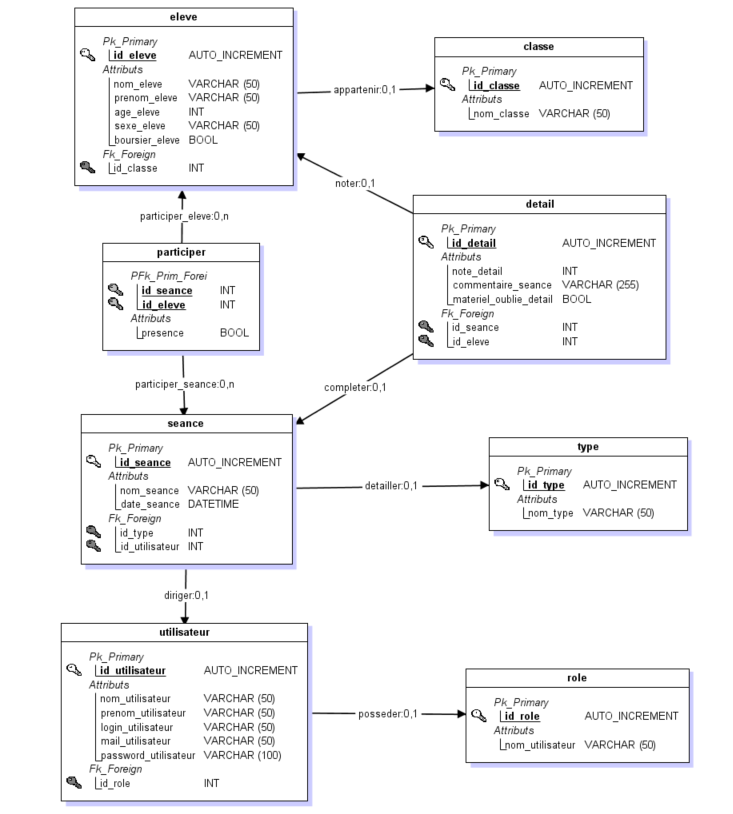 eleve
Pk_Primary
id_eleve AUTO_INCREMENT
Attributs
nom_eleve VARCHAR (50)
prenom_eleve VARCHAR (50)
age_eleve INT
sexe_eleve VARCHAR (50)
boursier_eleve BOOL
Fk_Foreign
id_classe INT
appartenir:0,1
classe
Pk_Primary
id_classe AUTO_INCREMENT
Attributs
nom_classe VARCHAR (50)
noter:0,1
participer_eleve:0,n
detail
Pk_Primary
id_detail AUTO_INCREMENT
Attributs
note_detail INT
commentaire_seance VARCHAR (255)
materiel_oublie_detail BOOL
Fk_Foreign
id_seance INT
id_eleve INT
participer
PFk_Prim_Forei
id_seance INT
id_eleve INT
Attributs
presence BOOL
participer_seance:0,n
completer:0,1
seance
Pk_Primary
id_seance AUTO_INCREMENT
Attributs
nom_seance VARCHAR (50)
date_seance DATETIME
Fk_Foreign
id_type INT
id_utilisateur INT
detailler:0,1
type
Pk_Primary
id_type AUTO_INCREMENT
Attributs
nom_type VARCHAR (50)
diriger:0,1
utilisateur
Pk_Primary
id_utilisateur AUTO_INCREMENT
Attributs
nom_utilisateur VARCHAR (50)
prenom_utilisateur VARCHAR (50)
login_utilisateur VARCHAR (50)
mail_utilisateur VARCHAR (50)
password_utilisateur VARCHAR (100)
Fk_Foreign
id_role INT
posseder:0,1
role
Pk_Primary
id_role AUTO_INCREMENT
Attributs
nom_utilisateur VARCHAR (50)